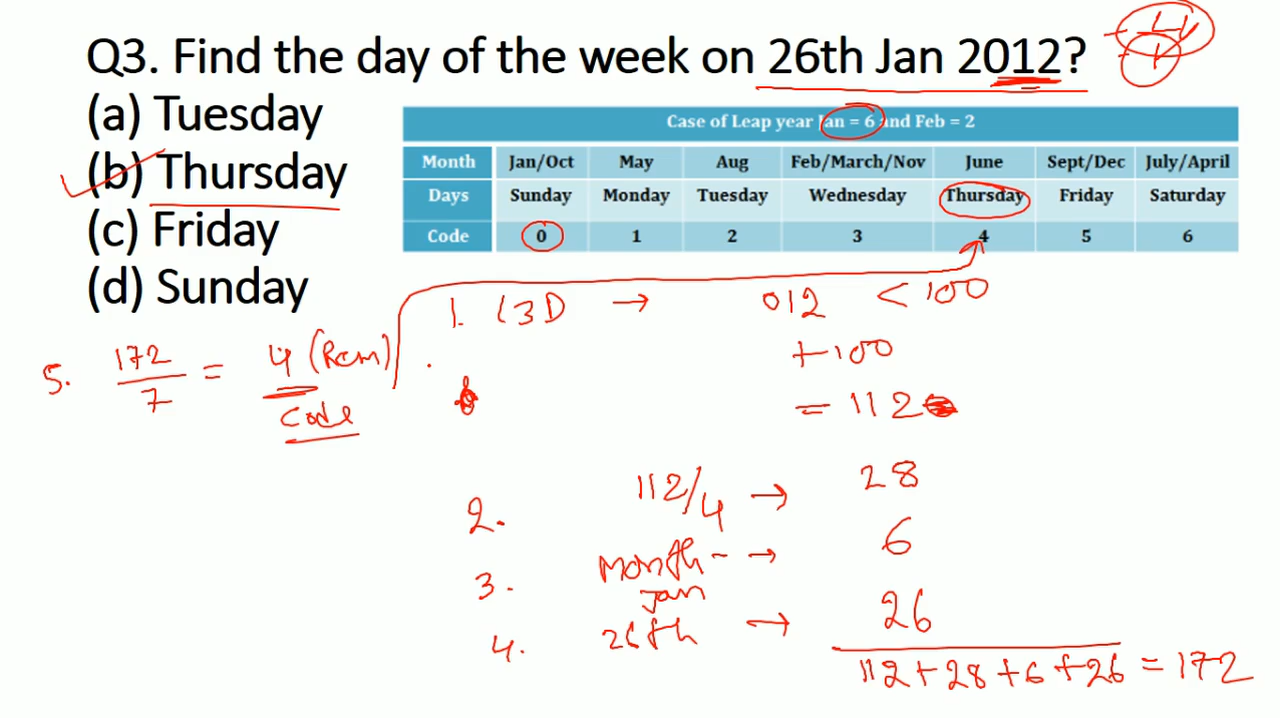 Q3. Find the day of the week on 26th Jan 2012?
(a) Tuesday
(b) Thursday
(c) Friday
(d) Sunday
Case of Leap year Jan = 6 and Feb = 2
Month Jan/Oct May Aug Feb/March/Nov June Sept/Dec July/April
Days Sunday Monday Tuesday Wednesday Thursday Friday Saturday
Code 0 1 2 3 4 5 6
1. L3D → 012 < 100
+100
= 112
2. 112/4 → 28
3. Month → 6
Jan
4. 26th → 26
112+28+6+26 = 172
5. 172/7 = 4 (Rem)
Code